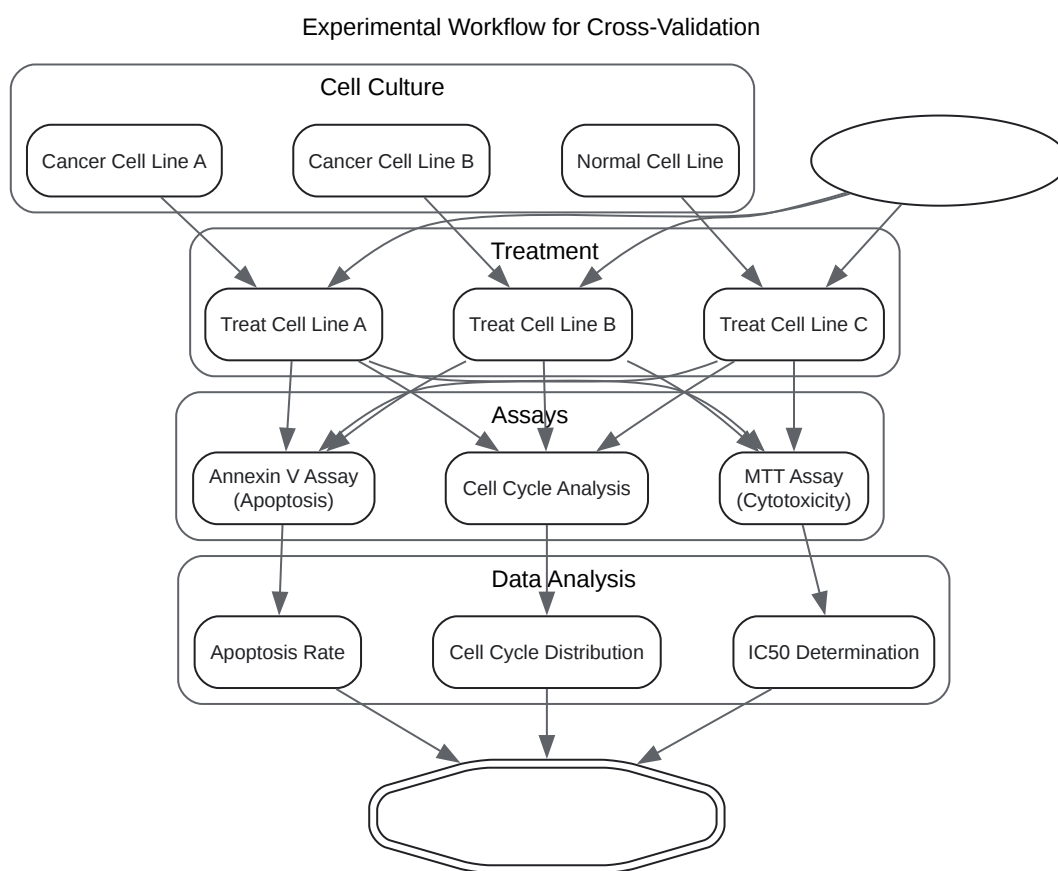 Experimental Workflow for Cross-Validation
Cell Culture
Cancer Cell Line A
Cancer Cell Line B
Normal Cell Line
Treatment
Treat Cell Line A
Treat Cell Line B
Treat Cell Line C
Assays
Annexin V Assay
(Apoptosis)
Cell Cycle Analysis
MTT Assay
(Cytotoxicity)
Data Analysis
Apoptosis Rate
Cell Cycle Distribution
IC50 Determination